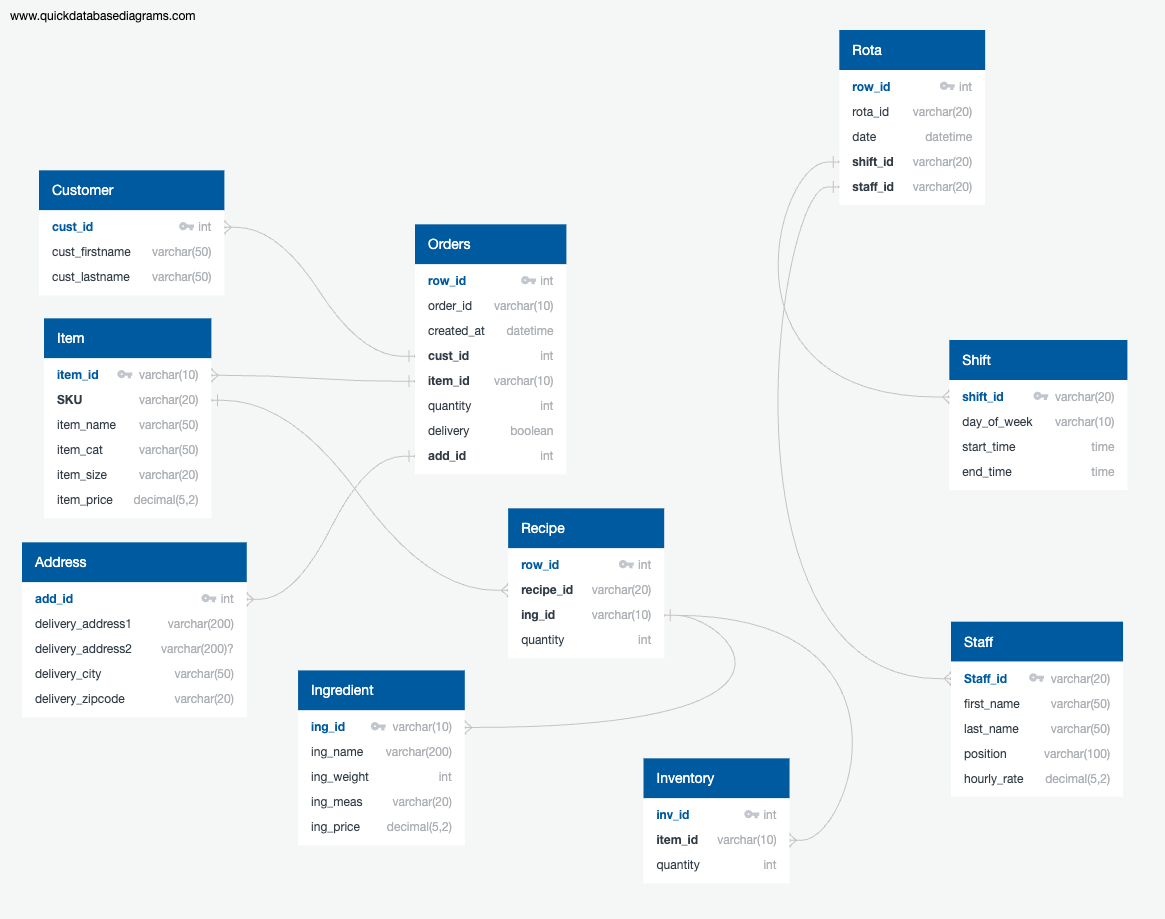 www.quickdatabasediagrams.com
Rota
row_id int
rota_id varchar(20)
date datetime
shift_id varchar(20)
staff_id varchar(20)
Customer
cust_id int
cust_firstname varchar(50)
cust_lastname varchar(50)
Orders
row_id int
order_id varchar(10)
created_at datetime
cust_id int
item_id varchar(10)
quantity int
delivery boolean
add_id int
Item
item_id varchar(10)
SKU varchar(20)
item_name varchar(50)
item_cat varchar(50)
item_size varchar(20)
item_price decimal(5,2)
Shift
shift_id varchar(20)
day_of_week varchar(10)
start_time time
end_time time
Address
add_id int
delivery_address1 varchar(200)
delivery_address2 varchar(200)?
delivery_city varchar(50)
delivery_zipcode varchar(20)
Recipe
row_id int
recipe_id varchar(20)
ing_id varchar(10)
quantity int
Staff
Staff_id varchar(20)
first_name varchar(50)
last_name varchar(50)
position varchar(100)
hourly_rate decimal(5,2)
Ingredient
ing_id varchar(10)
ing_name varchar(200)
ing_weight int
ing_meas varchar(20)
ing_price decimal(5,2)
Inventory
inv_id int
item_id varchar(10)
quantity int